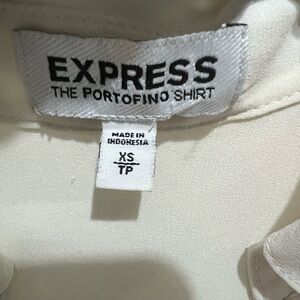 EXPRESS
THE PORTOFINO SHIRT
MADE IN
INDONESIA
XS
TP